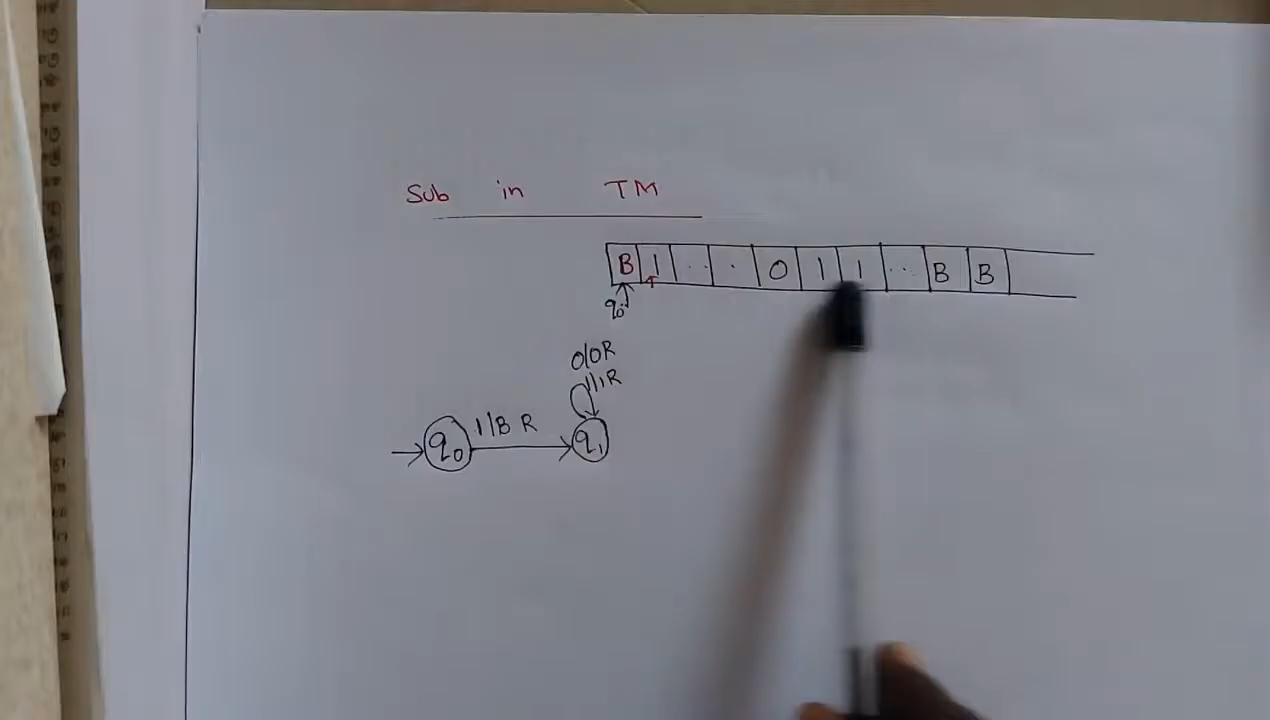 Sub in TM
B 1 .. . 0 1 1 ... B B
q0
0/0R
1/1R
q0 1/B R q1